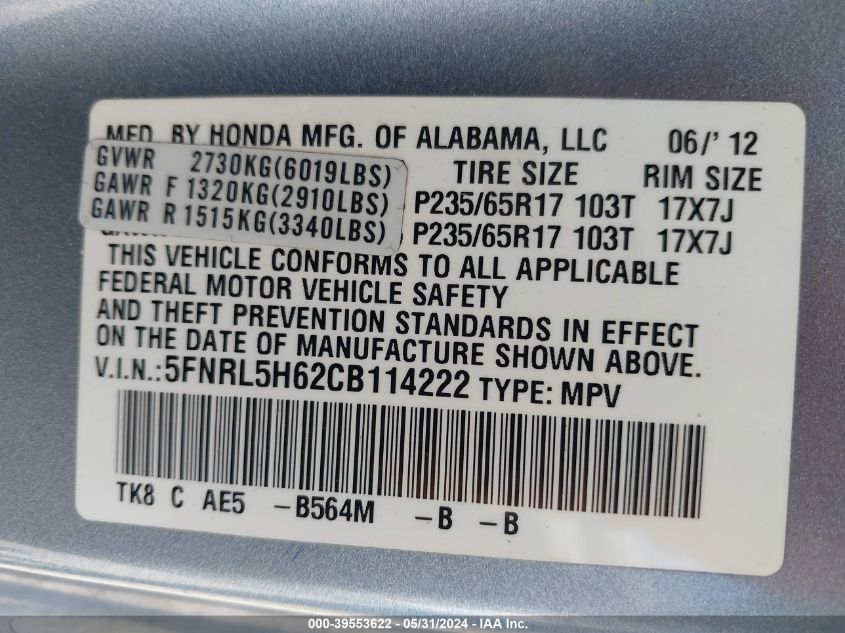 MFD. BY HONDA MFG. OF ALABAMA, LLC 06/' 12
GVWR 2730KG(6019LBS) TIRE SIZE RIM SIZE
GAWR F 1320KG(2910LBS) P235/65R17 103T 17X7J
GAWR R 1515KG(3340LBS) P235/65R17 103T 17X7J
THIS VEHICLE CONFORMS TO ALL APPLICABLE
FEDERAL MOTOR VEHICLE SAFETY
AND THEFT PREVENTION STANDARDS IN EFFECT
ON THE DATE OF MANUFACTURE SHOWN ABOVE.
V.I.N.:5FNRL5H62CB114222 TYPE: MPV
TK8 C AE5 -B564M -B -B
000-39553622 - 05/31/2024 - IAA Inc.